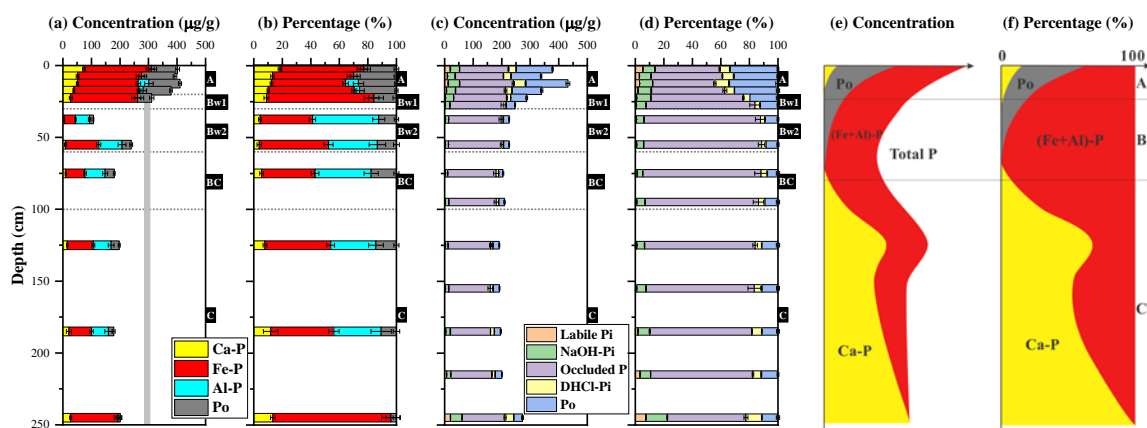 (a) Concentration (μg/g)
(b) Percentage (%)
(c) Concentration (μg/g)
(d) Percentage (%)
(e) Concentration
(f) Percentage (%)
0 100 200 300 400 500
0 20 40 60 80 100
0 100 200 300 400 500
0 20 40 60 80 100
0 100
0
50
100
150
200
250
Depth (cm)
A
Bw1
Bw2
BC
C
A
Bw1
Bw2
BC
C
Ca-P
Fe-P
Al-P
Po
Labile Pi
NaOH-Pi
Occluded P
DHCl-Pi
Po
Po
(Fe+Al)-P
Total P
Ca-P
Po
(Fe+Al)-P
Ca-P
A
B
C